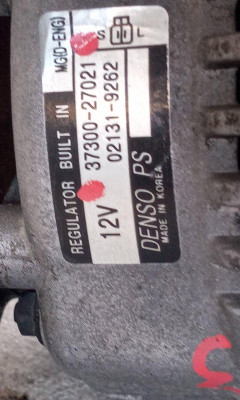 REGULATOR BUILT IN MG(D-ENG)
12V 37300-27021 S L
02131-9262
DENSO PS
MADE IN KOREA
C